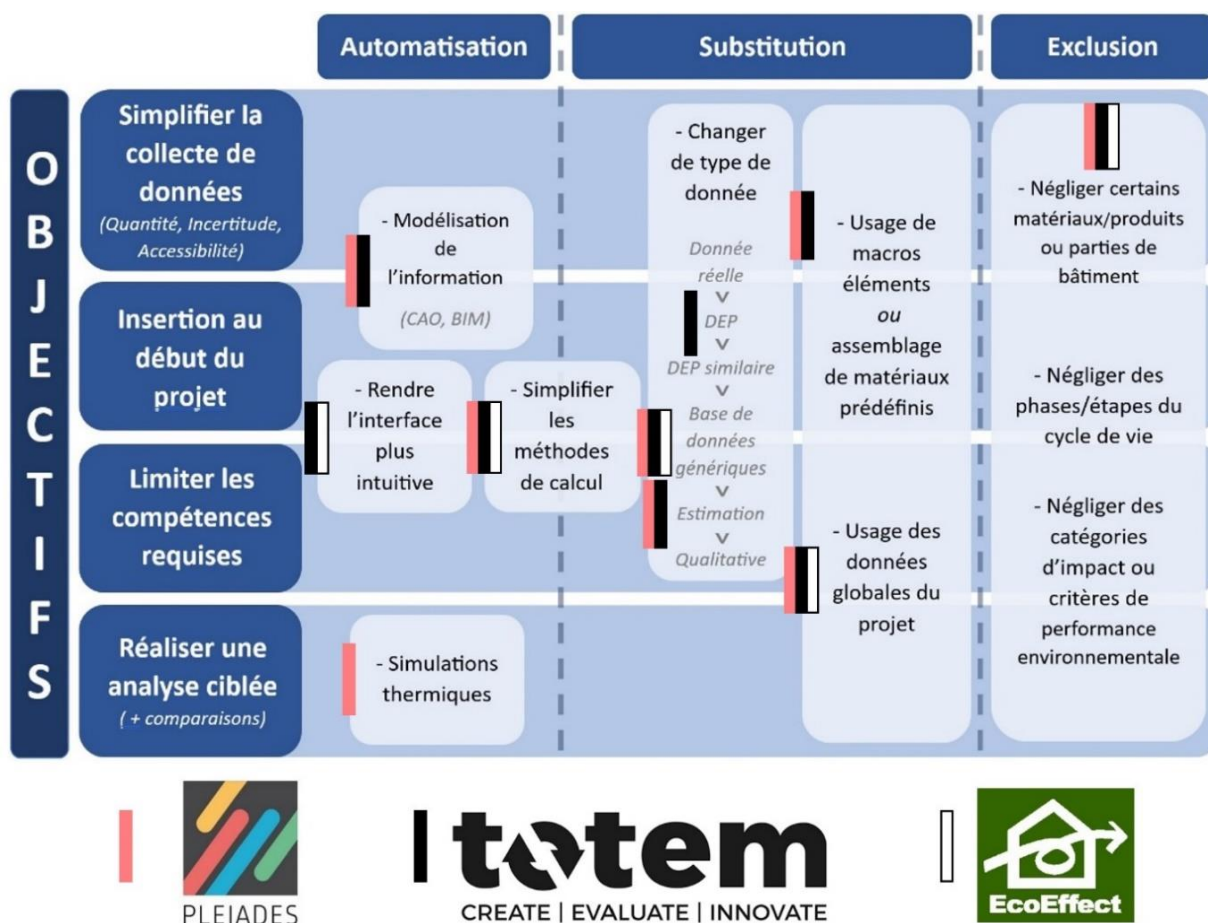 Automatisation
Substitution
Exclusion
OBJECTIFS
Simplifier la
collecte de
données
(Quantité, Incertitude,
Accessibilité)
Insertion au
début du
projet
Limiter les
compétences
requises
Réaliser une
analyse ciblée
( + comparaisons)
- Modélisation
de
l’information
(CAO, BIM)
- Rendre
l’interface
plus
intuitive
- Simplifier
les
méthodes
de calcul
- Simulations
thermiques
- Changer
de type de
donnée
Donnée
réelle
v
DEP
v
DEP similaire
v
Base de
données
génériques
v
Estimation
v
Qualitative
- Usage de
macros
éléments
ou
assemblage
de matériaux
prédéfinis
- Usage des
données
globales du
projet
- Négliger certains
matériaux/produits
ou parties de
bâtiment
- Négliger des
phases/étapes du
cycle de vie
- Négliger des
catégories
d’impact ou
critères de
performance
environnementale
PLEIADES
totem
CREATE | EVALUATE | INNOVATE
EcoEffect